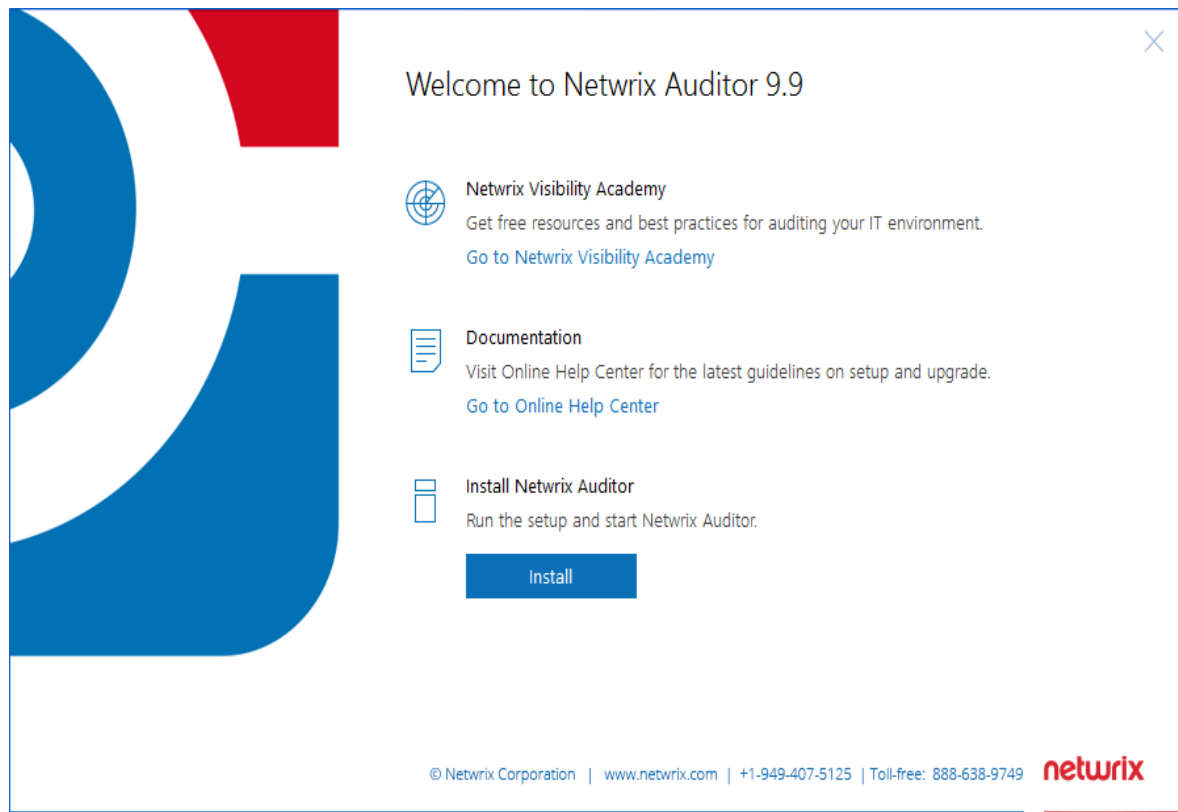 Welcome to Netwrix Auditor 9.9
Netwrix Visibility Academy
Get free resources and best practices for auditing your IT environment.
Go to Netwrix Visibility Academy
Documentation
Visit Online Help Center for the latest guidelines on setup and upgrade.
Go to Online Help Center
Install Netwrix Auditor
Run the setup and start Netwrix Auditor.
Install
© Netwrix Corporation | www.netwrix.com | +1-949-407-5125 | Toll-free: 888-638-9749 netwrix